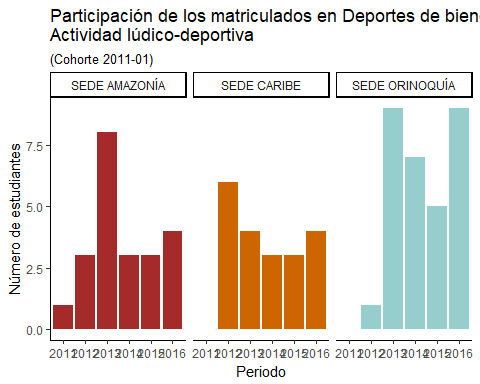 Participación de los matriculados en Deportes de bien
Actividad lúdico-deportiva
(Cohorte 2011-01)
SEDE AMAZONÍA SEDE CARIBE SEDE ORINOQUÍA
Número de estudiantes
7.5
5.0
2.5
0.0
2011 2012 2013 2014 2015 2016 2011 2012 2013 2014 2015 2016 2011 2012 2013 2014 2015 2016
Periodo